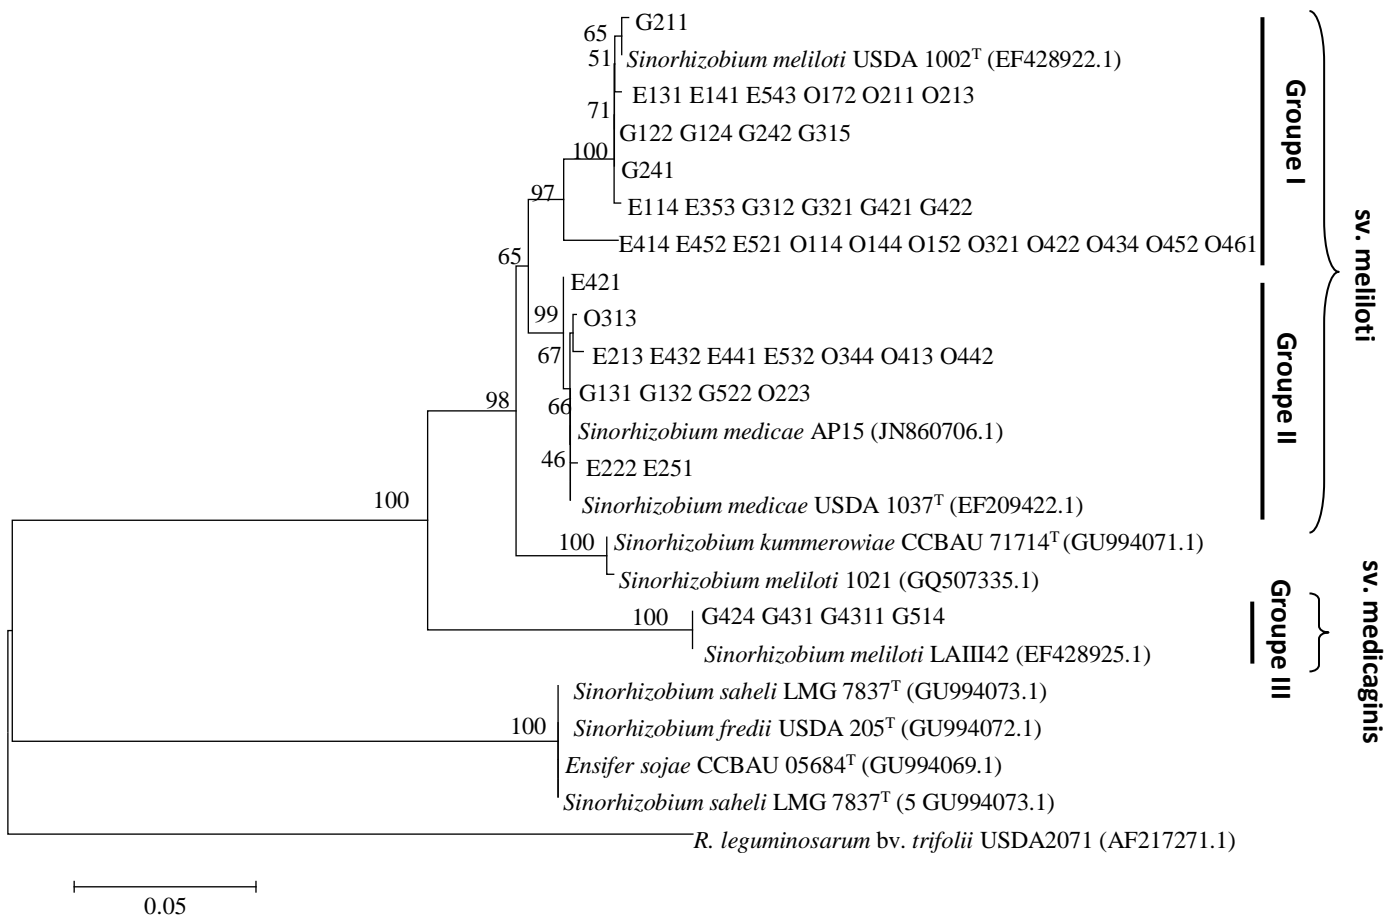 G211
65
Sinorhizobium meliloti USDA 1002ᵀ (EF428922.1)
51
E131 E141 E543 O172 O211 O213
71
G122 G124 G242 G315
100
G241
97
E114 E353 G312 G321 G421 G422
E414 E452 E521 O114 O144 O152 O321 O422 O434 O452 O461
65
E421
99
O313
67
E213 E432 E441 E532 O344 O413 O442
G131 G132 G522 O223
66
98
Sinorhizobium medicae AP15 (JN860706.1)
46
E222 E251
100
Sinorhizobium medicae USDA 1037ᵀ (EF209422.1)
100
Sinorhizobium kummerowiae CCBAU 71714ᵀ (GU994071.1)
Sinorhizobium meliloti 1021 (GQ507335.1)
100
G424 G431 G4311 G514
Sinorhizobium meliloti LAIII42 (EF428925.1)
Sinorhizobium saheli LMG 7837ᵀ (GU994073.1)
100
Sinorhizobium fredii USDA 205ᵀ (GU994072.1)
Ensifer sojae CCBAU 05684ᵀ (GU994069.1)
Sinorhizobium saheli LMG 7837ᵀ (5 GU994073.1)
R. leguminosarum bv. trifolii USDA2071 (AF217271.1)
0.05
Groupe I
Groupe II
Groupe III
sv. meliloti
sv. medicaginis